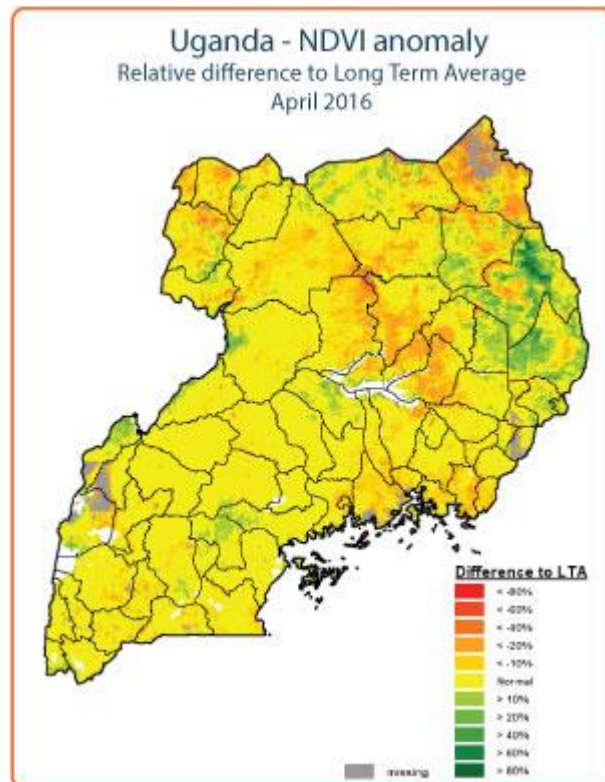 Uganda - NDVI anomaly
Relative difference to Long Term Average
April 2016
Difference to LTA
< -80%
< -60%
< -40%
< -20%
< -10%
Normal
> 10%
> 20%
> 40%
> 60%
> 80%
missing